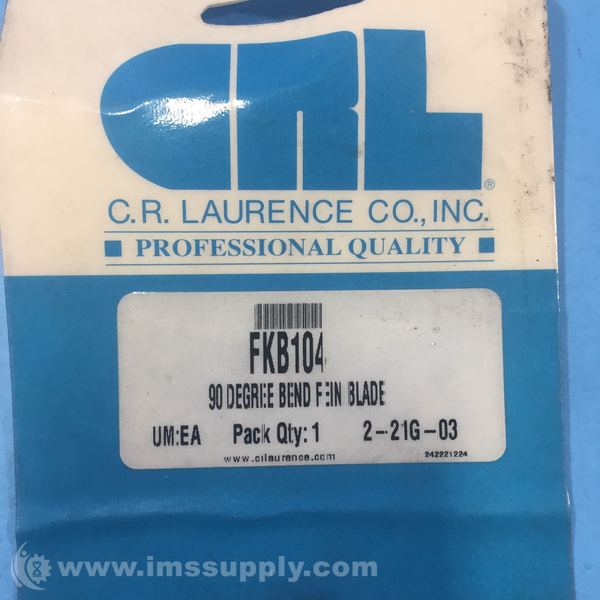 CRL®
C.R. LAURENCE CO., INC.
PROFESSIONAL QUALITY
FKB104
90 DEGREE BEND FEIN BLADE
UM:EA Pack Qty: 1 2-21G-03
www.crlaurence.com 242221224
© www.imssupply.com